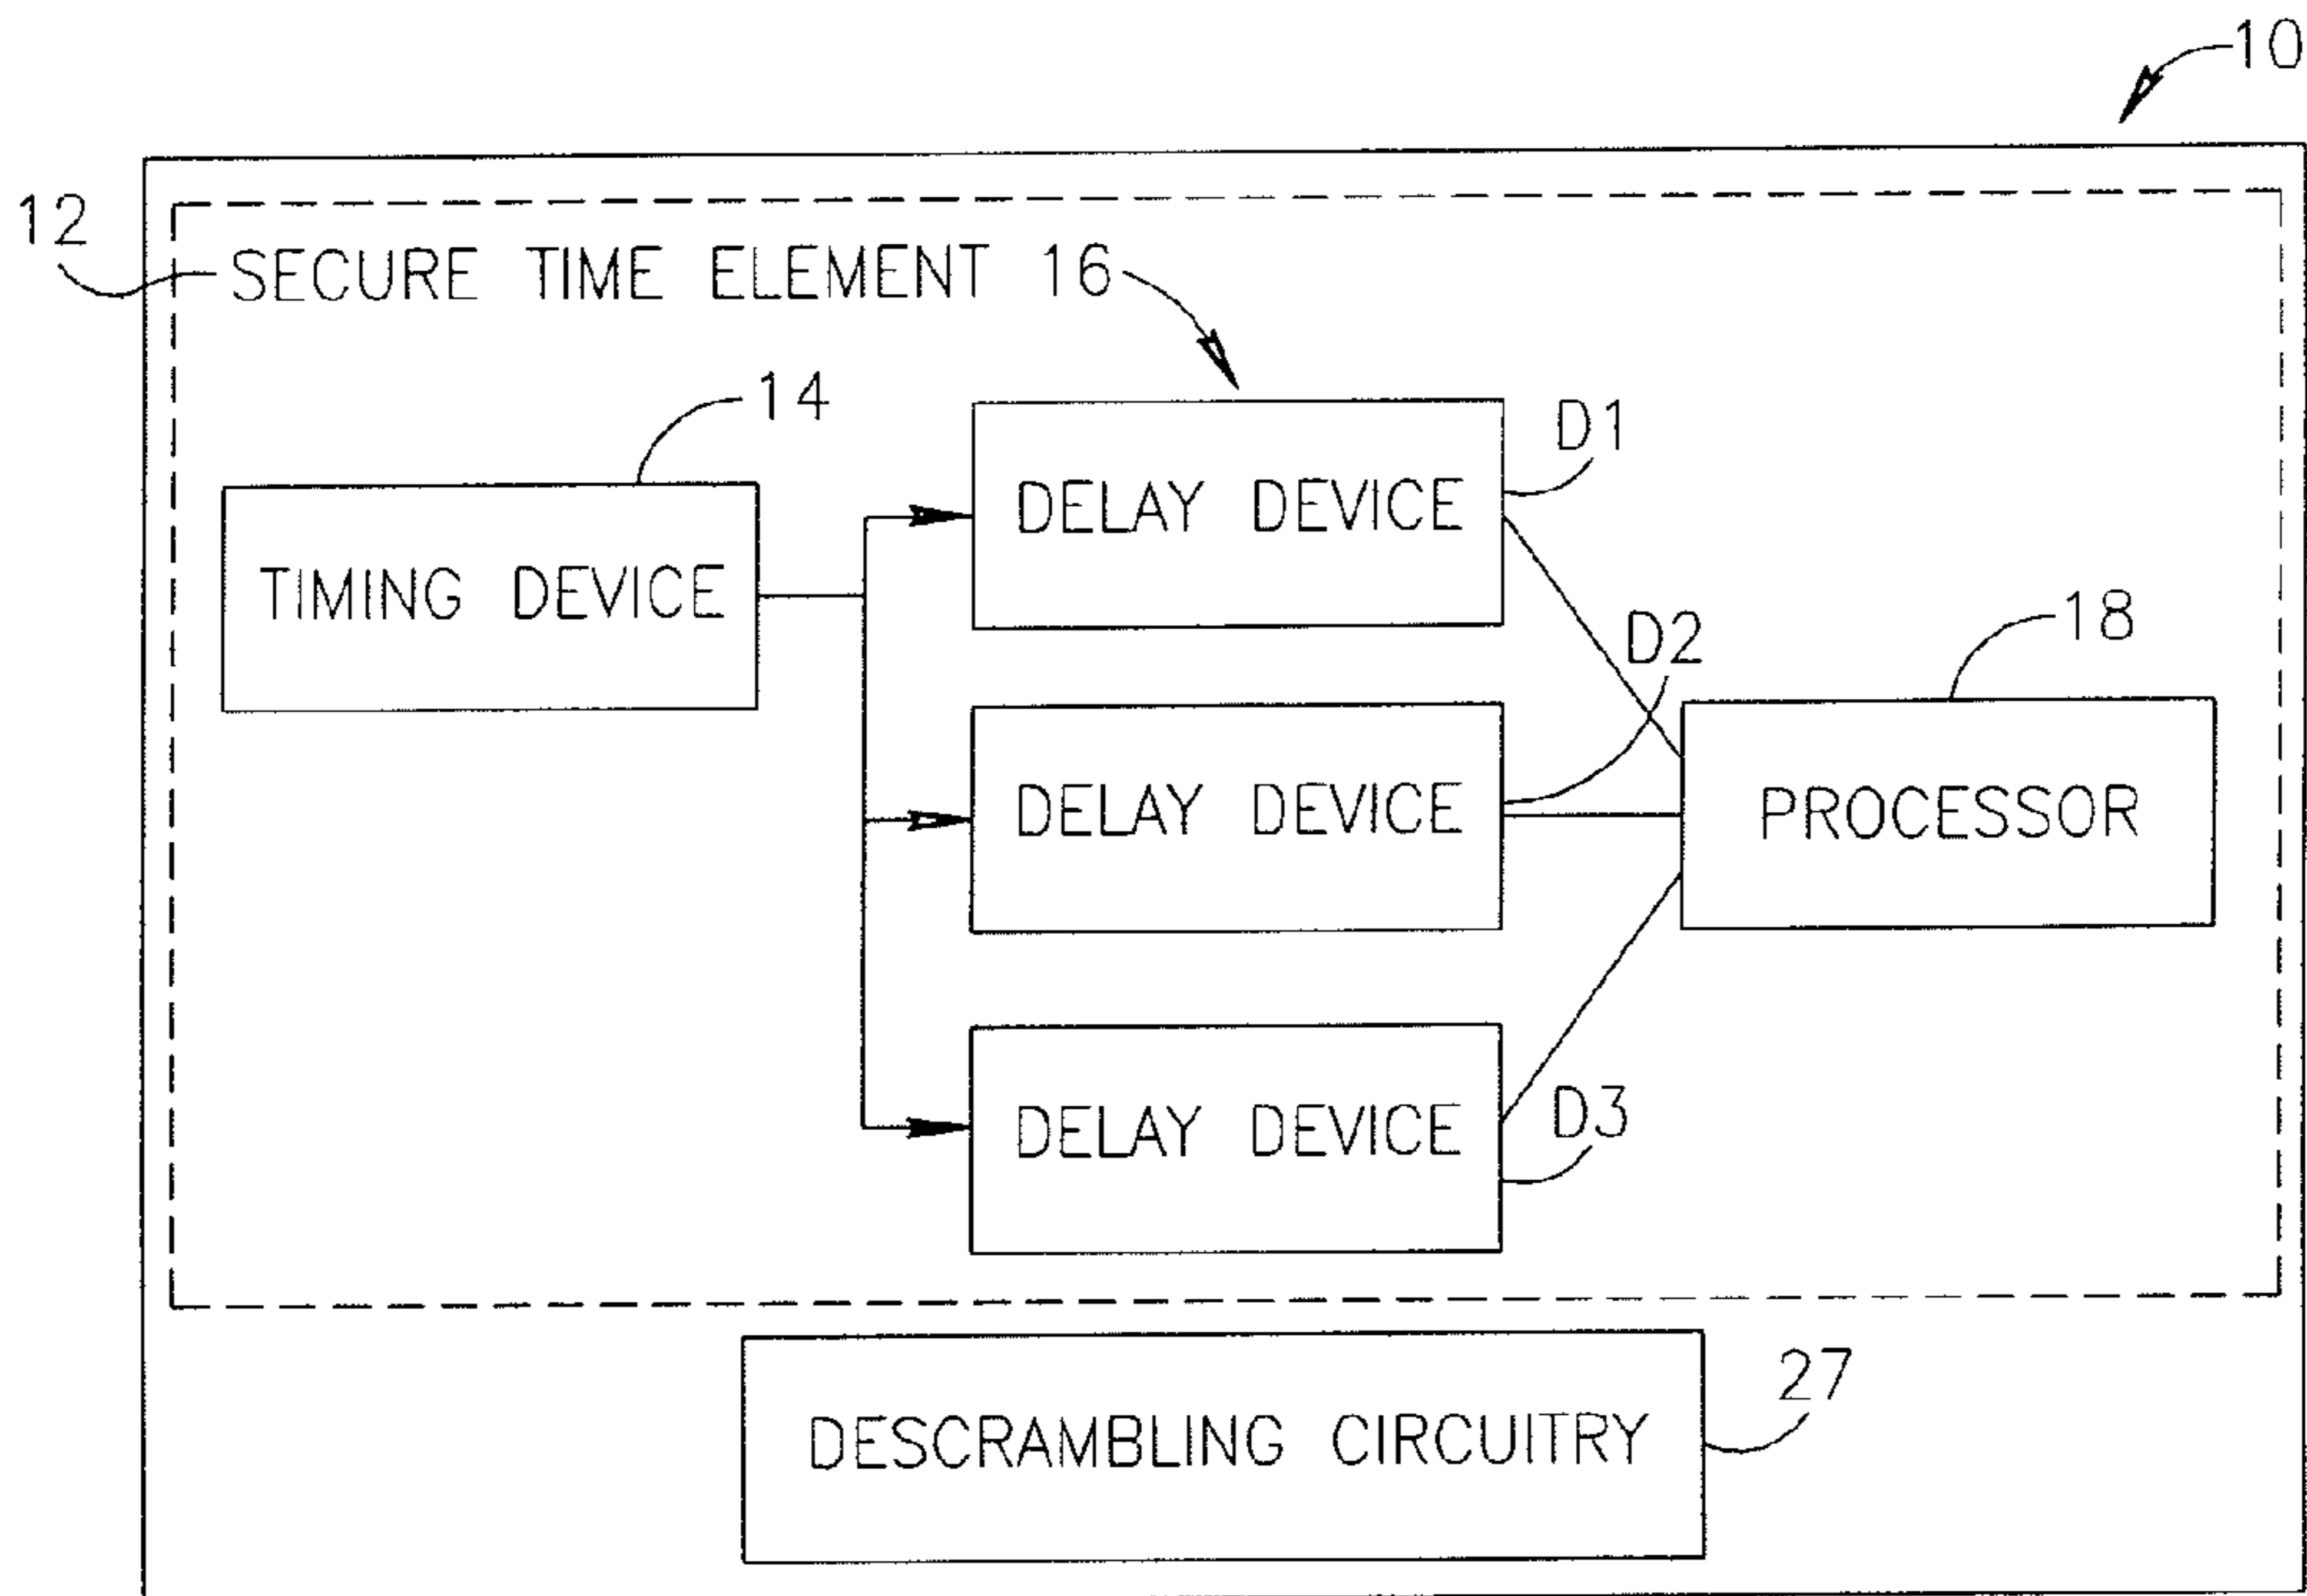 10
12
SECURE TIME ELEMENT 16
14
D1
DELAY DEVICE
TIMING DEVICE
D2
18
DELAY DEVICE
PROCESSOR
D3
DELAY DEVICE
27
DESCRAMBLING CIRCUITRY